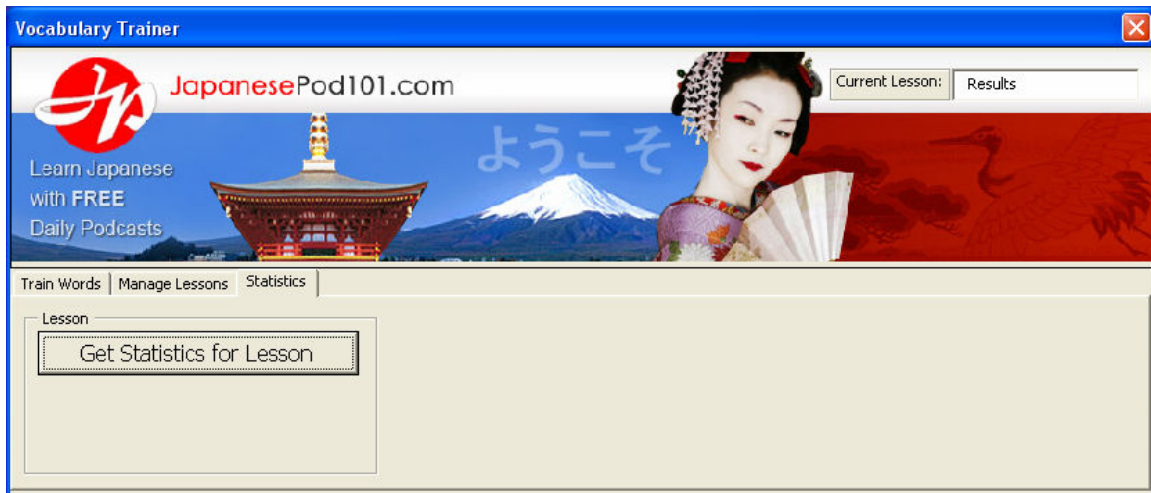 Vocabulary Trainer
JapanesePod101.com
Current Lesson:
Results
ようこそ
Learn Japanese
with FREE
Daily Podcasts
Train Words
Manage Lessons
Statistics
Lesson
Get Statistics for Lesson